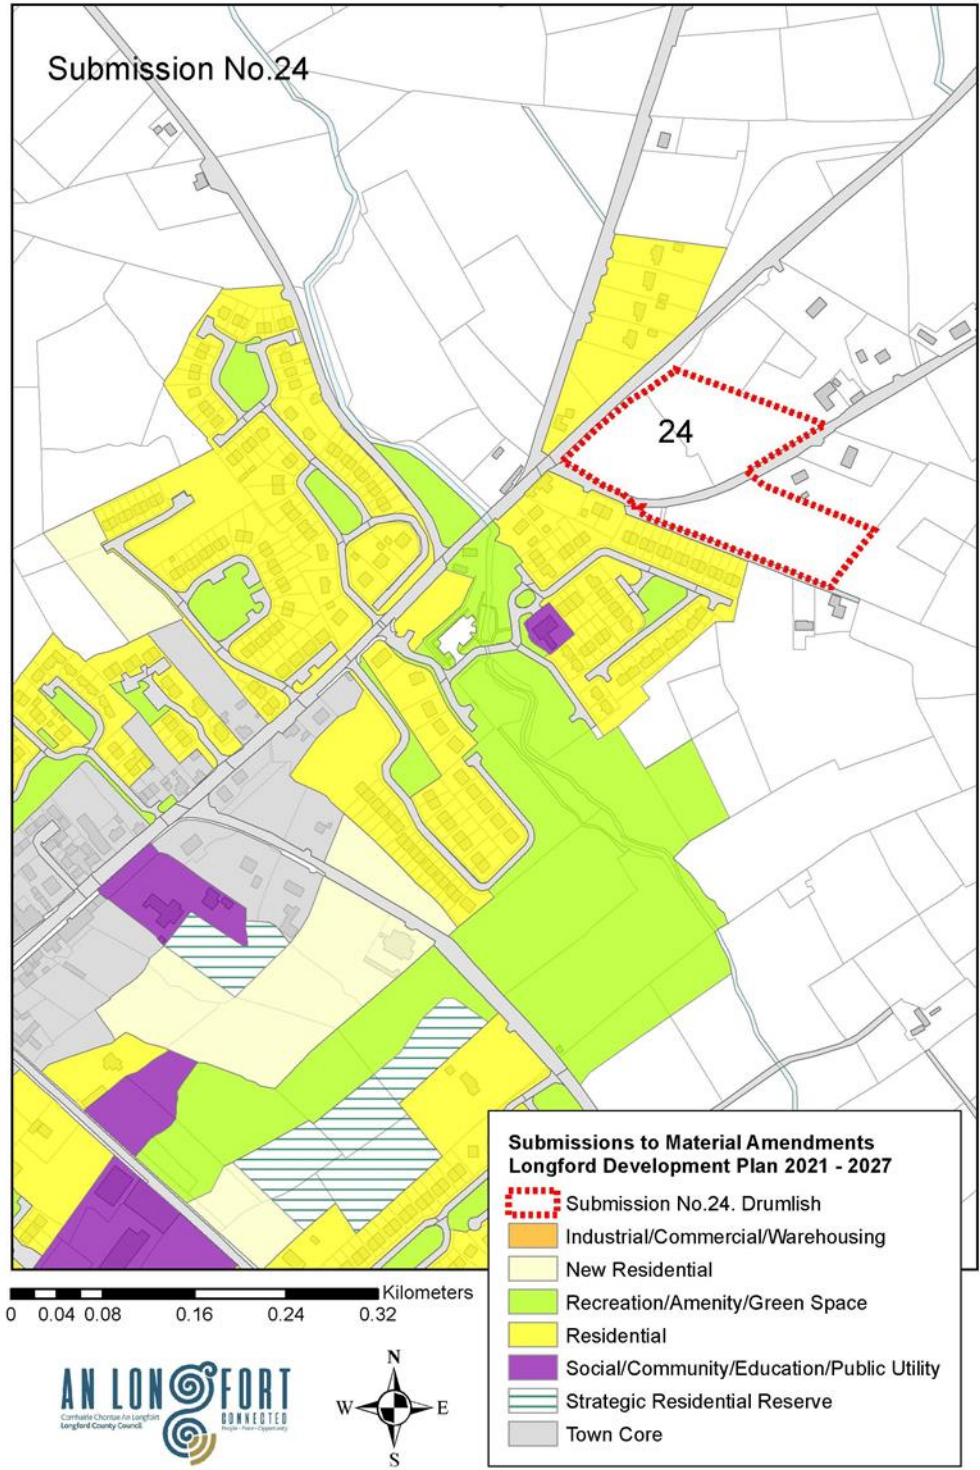 Submission No.24
24
Submissions to Material Amendments
Longford Development Plan 2021 - 2027
Submission No.24. Drumlish
Industrial/Commercial/Warehousing
New Residential
Recreation/Amenity/Green Space
Residential
Social/Community/Education/Public Utility
Strategic Residential Reserve
Town Core
Kilometers
0 0.04 0.08 0.16 0.24 0.32
AN LONGFORT
Comhairle Chontae An Longfoirt
Longford County Council
CONNECTED
People - Place - Opportunity
N
W E
S